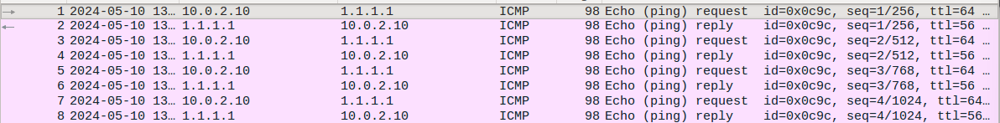 1 2024-05-10 13… 10.0.2.10 1.1.1.1 ICMP 98 Echo (ping) request id=0x0c9c, seq=1/256, ttl=64 …
2 2024-05-10 13… 1.1.1.1 10.0.2.10 ICMP 98 Echo (ping) reply id=0x0c9c, seq=1/256, ttl=56 …
3 2024-05-10 13… 10.0.2.10 1.1.1.1 ICMP 98 Echo (ping) request id=0x0c9c, seq=2/512, ttl=64 …
4 2024-05-10 13… 1.1.1.1 10.0.2.10 ICMP 98 Echo (ping) reply id=0x0c9c, seq=2/512, ttl=56 …
5 2024-05-10 13… 10.0.2.10 1.1.1.1 ICMP 98 Echo (ping) request id=0x0c9c, seq=3/768, ttl=64 …
6 2024-05-10 13… 1.1.1.1 10.0.2.10 ICMP 98 Echo (ping) reply id=0x0c9c, seq=3/768, ttl=56 …
7 2024-05-10 13… 10.0.2.10 1.1.1.1 ICMP 98 Echo (ping) request id=0x0c9c, seq=4/1024, ttl=64…
8 2024-05-10 13… 1.1.1.1 10.0.2.10 ICMP 98 Echo (ping) reply id=0x0c9c, seq=4/1024, ttl=56…